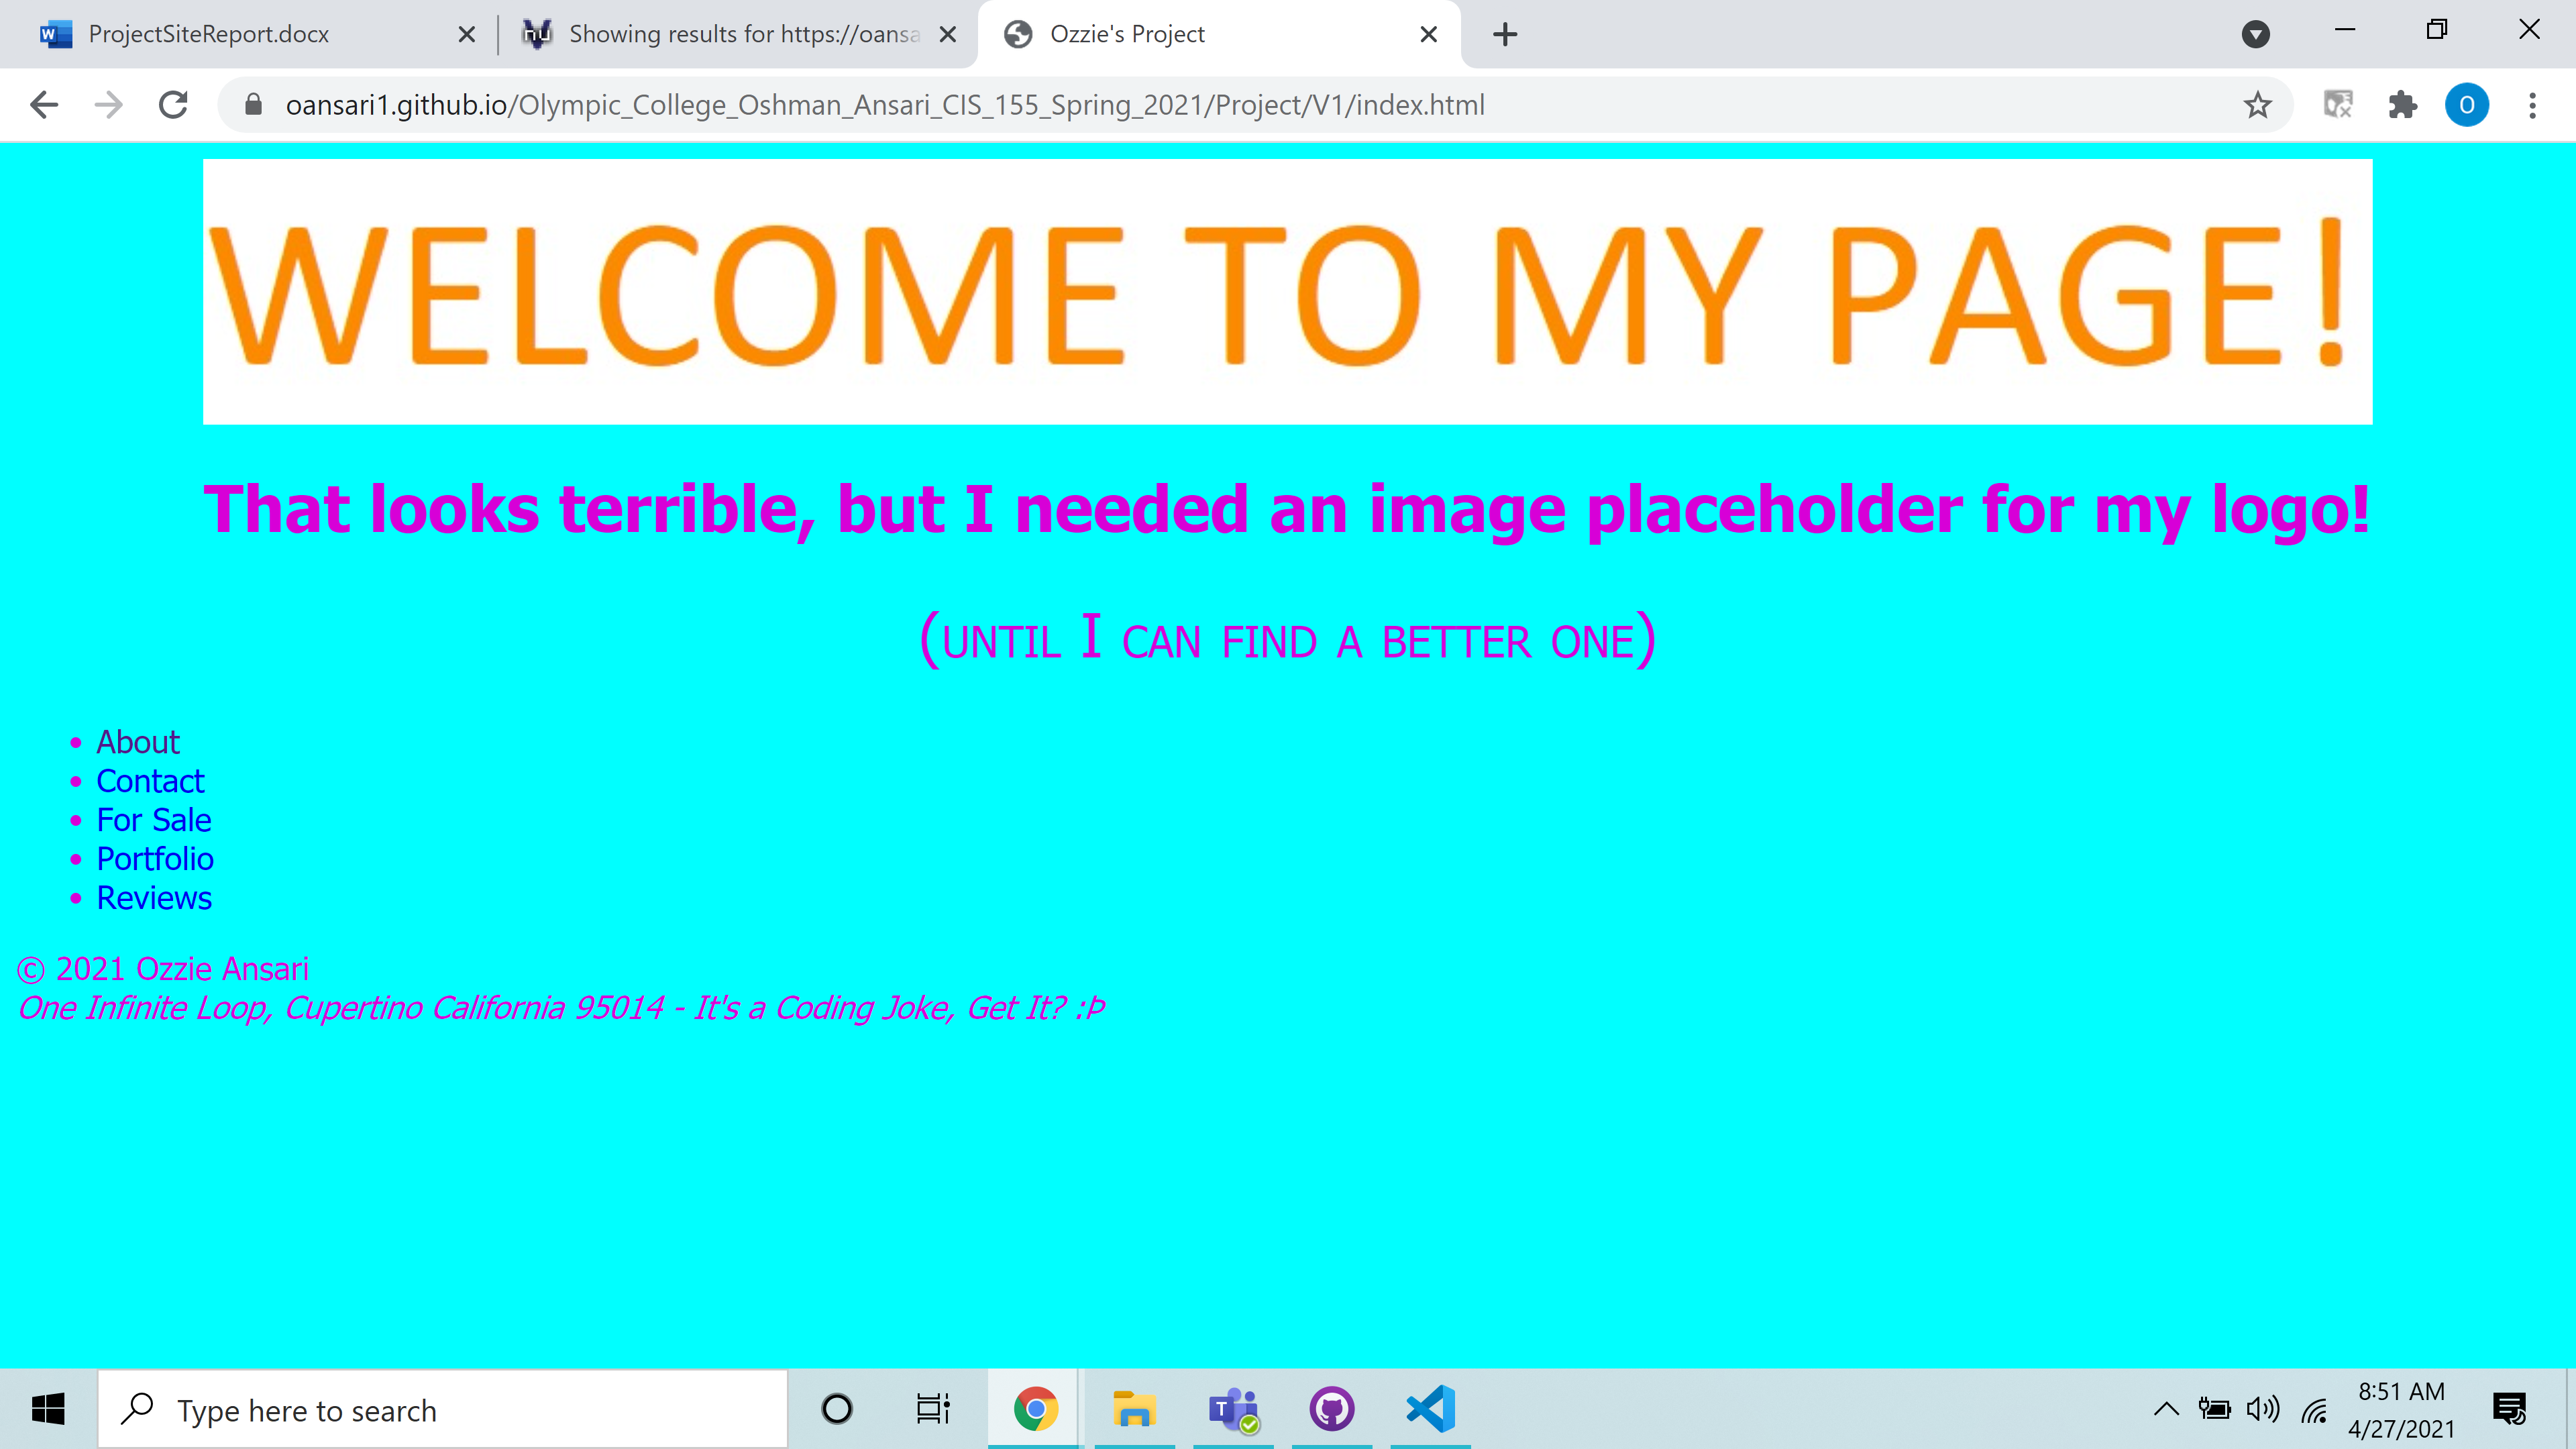 ProjectSiteReport.docx
Showing results for https://oansa
Ozzie's Project
oansari1.github.io/Olympic_College_Oshman_Ansari_CIS_155_Spring_2021/Project/V1/index.html
O
WELCOME TO MY PAGE!
That looks terrible, but I needed an image placeholder for my logo!
(until I can find a better one)
About
Contact
For Sale
Portfolio
Reviews
© 2021 Ozzie Ansari
One Infinite Loop, Cupertino California 95014 - It's a Coding Joke, Get It? :Þ
Type here to search
8:51 AM
4/27/2021